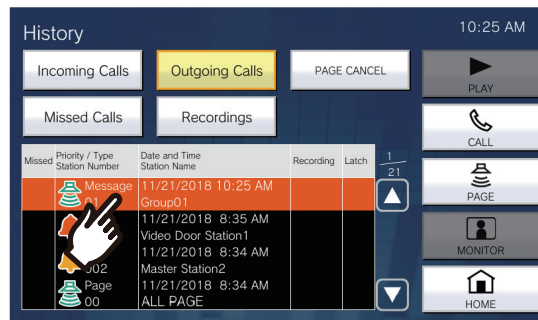 History
10:25 AM
Incoming Calls
Outgoing Calls
PAGE CANCEL
PLAY
Missed Calls
Recordings
CALL
Missed
Priority / Type
Station Number
Date and Time
Station Name
Recording
Latch
1
21
Message
11/21/2018 10:25 AM
01
Group01
PAGE
11/21/2018 8:35 AM
Video Door Station1
MONITOR
11/21/2018 8:34 AM
002
Master Station2
Page
11/21/2018 8:34 AM
00
ALL PAGE
HOME